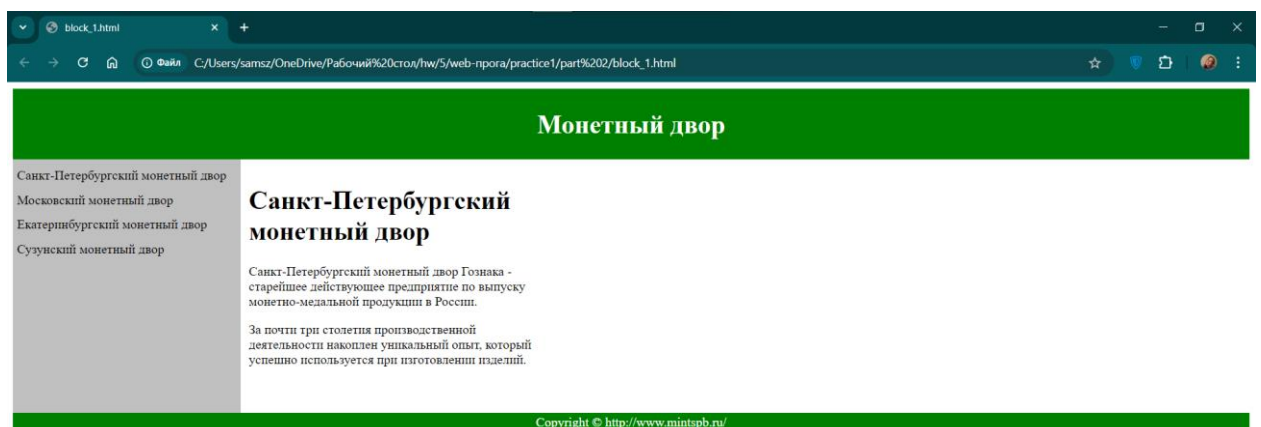 block_1.html
Файл C:/Users/samsz/OneDrive/Рабочий%20стол/hw/5/web-прога/practice1/part%202/block_1.html
Монетный двор
Санкт-Петербургский монетный двор
Московский монетный двор
Екатеринбургский монетный двор
Сузунский монетный двор
Санкт-Петербургский
монетный двор
Санкт-Петербургский монетный двор Гознака -
старейшее действующее предприятие по выпуску
монетно-медальной продукции в России.
За почти три столетия производственной
деятельности накоплен уникальный опыт, который
успешно используется при изготовлении изделий.
Copyright © http://www.mintspb.ru/